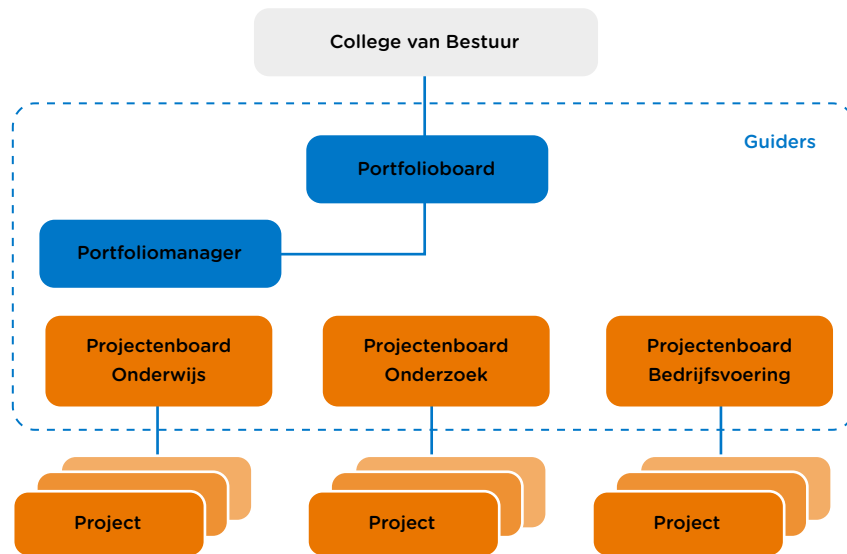 College van Bestuur
Guiders
Portfolioboard
Portfoliomanager
Projectenboard
Onderwijs
Projectenboard
Onderzoek
Projectenboard
Bedrijfsvoering
Project
Project
Project